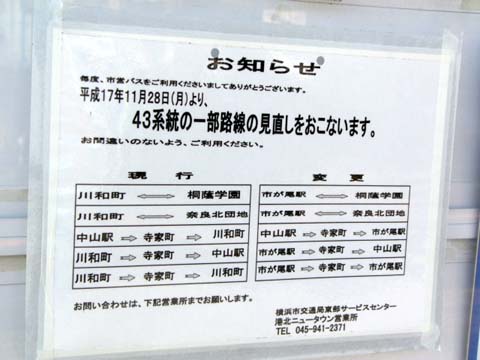 お知らせ
毎度、市営バスをご利用くださいましてありがとうございます。
平成17年11月28日(月)より、
43系統の一部路線の見直しをおこないます。
お間違いのないよう、ご利用ください。
現　行　　変　更
川和町 ⟺ 桐蔭学園　　市が尾駅 ⟺ 桐蔭学園
川和町 ⟺ 奈良北団地　　市が尾駅 ⟺ 奈良北団地
中山駅 ⇨ 寺家町 ⇨ 川和町　　中山駅 ⇨ 寺家町 ⇨ 市が尾駅
川和町 ⇨ 寺家町 ⇨ 中山駅　　市が尾駅 ⇨ 寺家町 ⇨ 中山駅
川和町 ⇨ 寺家町 ⇨ 川和町　　市が尾駅 ⇨ 寺家町 ⇨ 市が尾駅
お問い合わせは、下記営業所までお願いします。
横浜市交通局東部サービスセンター
港北ニュータウン営業所
TEL 045-941-2371